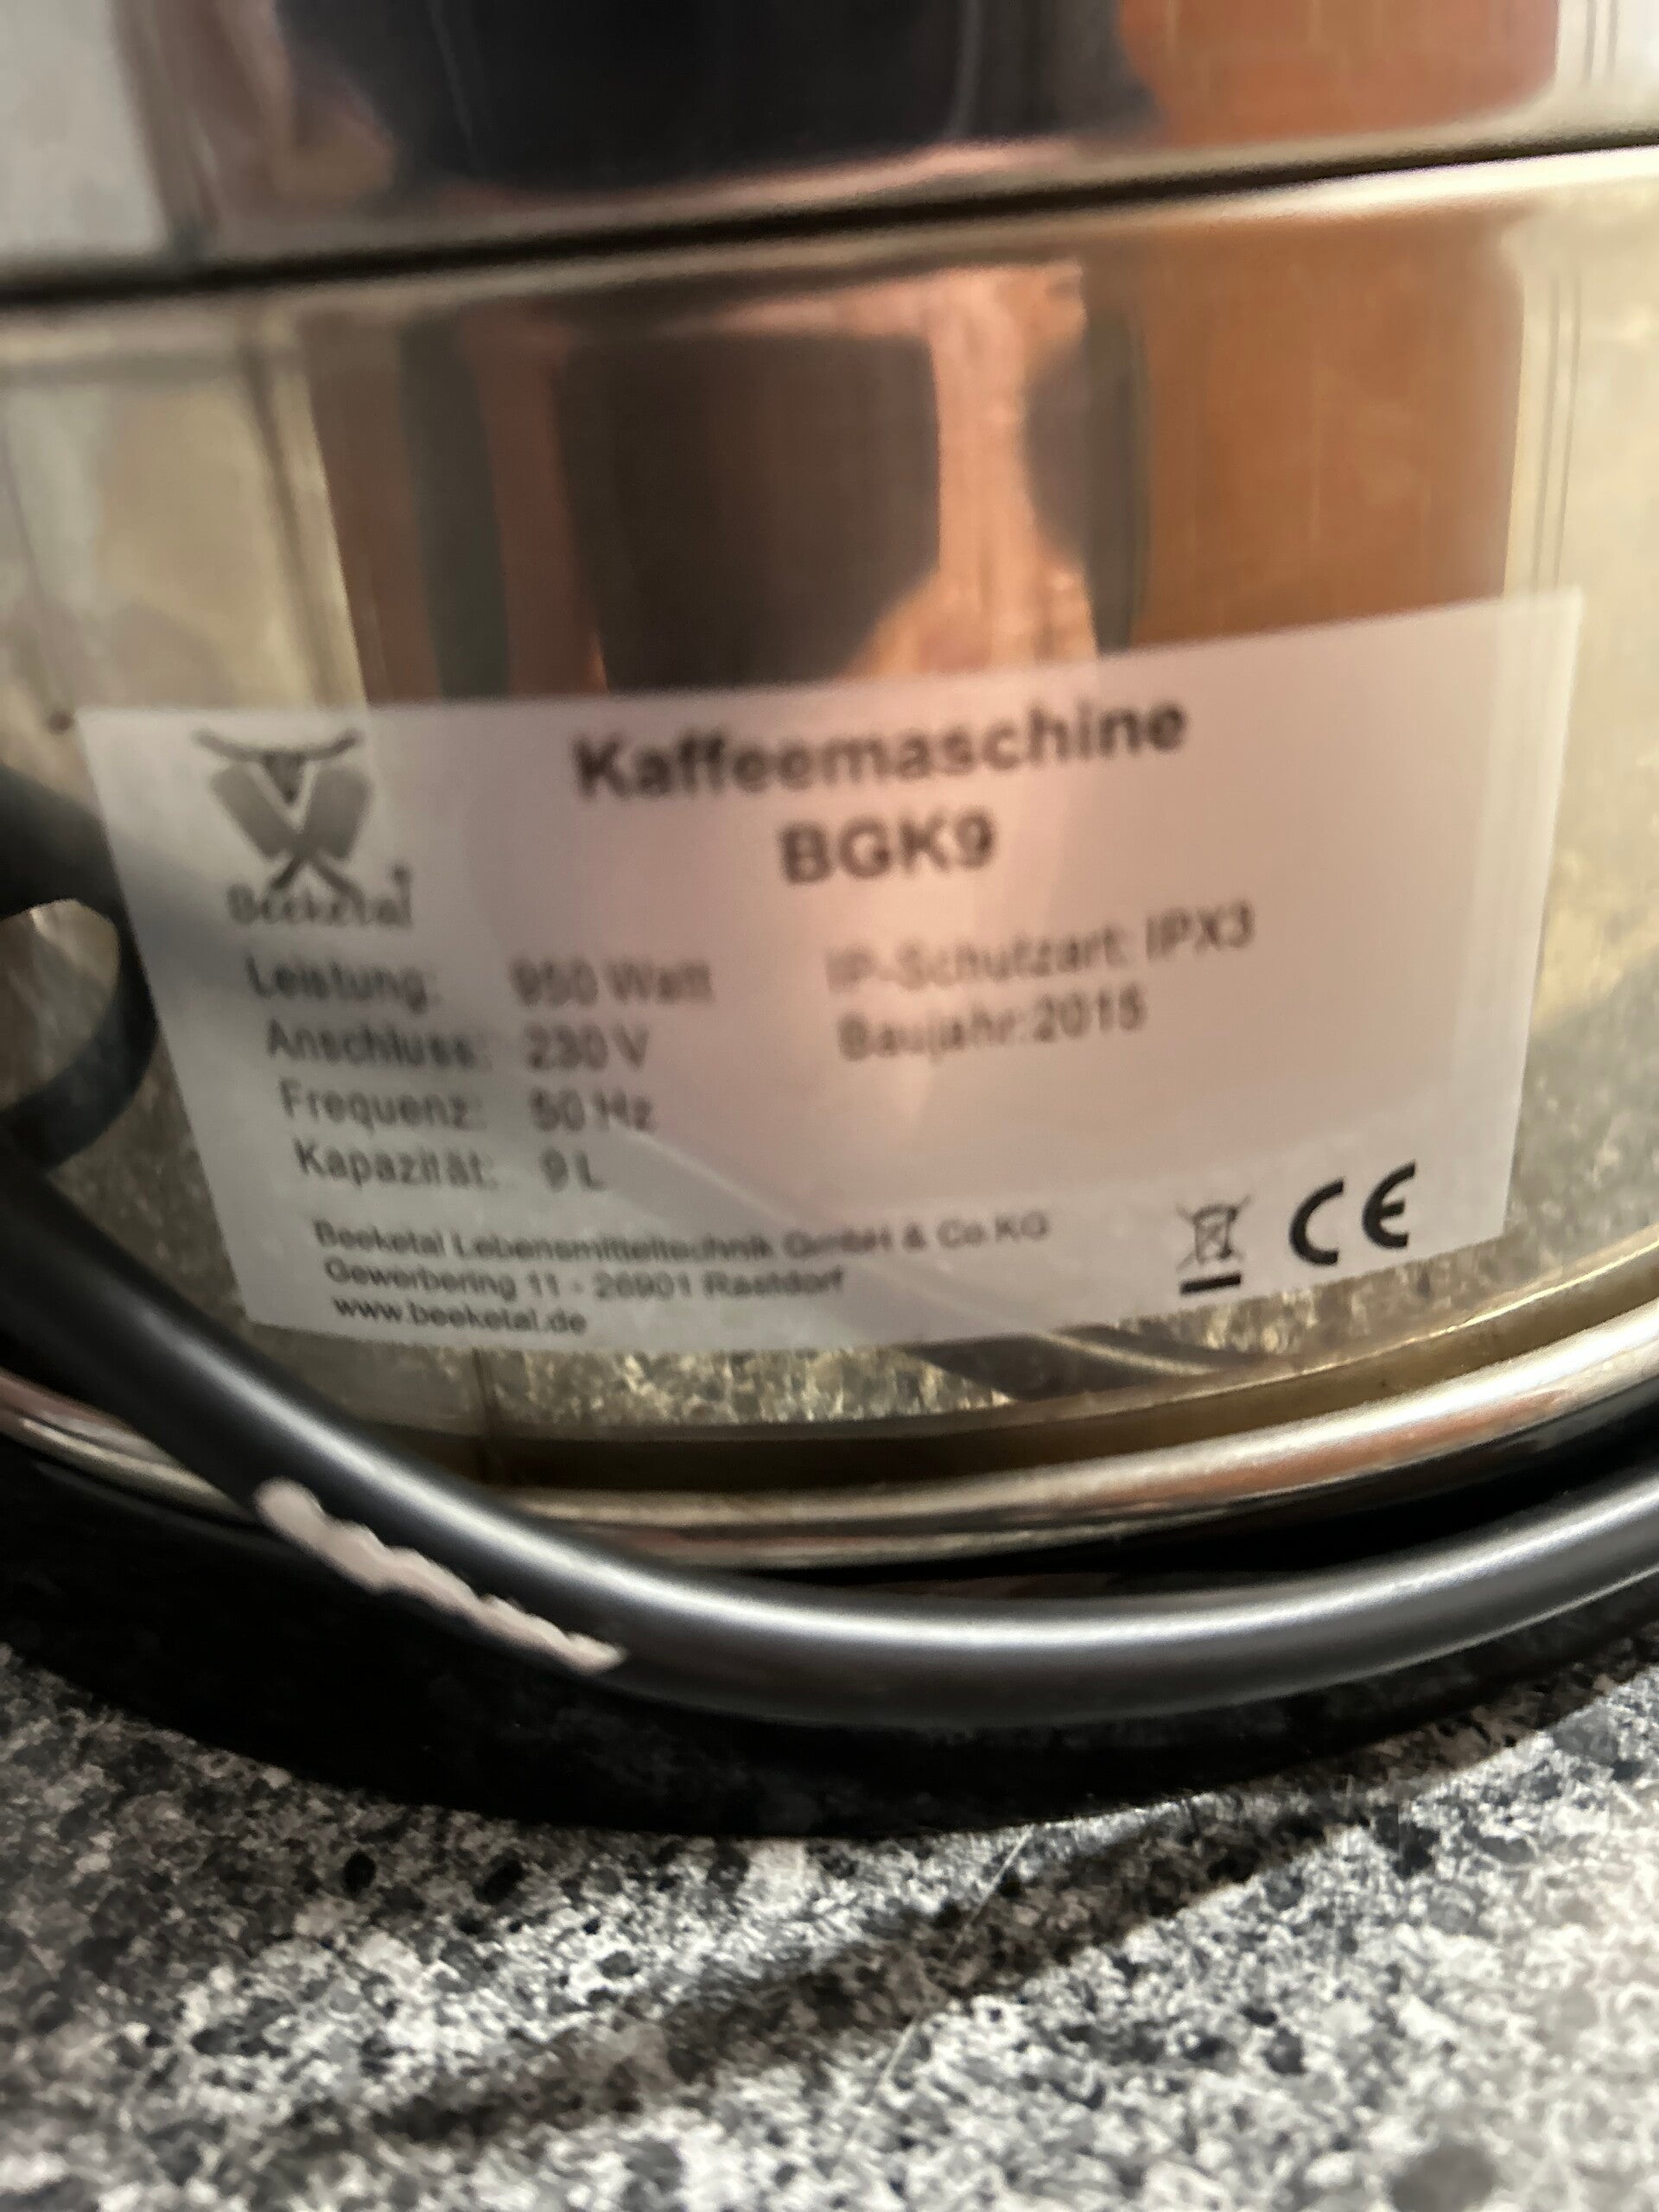 Kaffeemaschine
BGK9
Beeketal
Leistung: 950 Watt IP-Schutzart: IPX3
Anschluss: 230 V Baujahr:2015
Frequenz: 50 Hz
Kapazität: 9 L
Beeketal Lebensmitteltechnik GmbH & Co.KG
Gewerbering 11 - 26901 Rastdorf
www.beeketal.de
CE